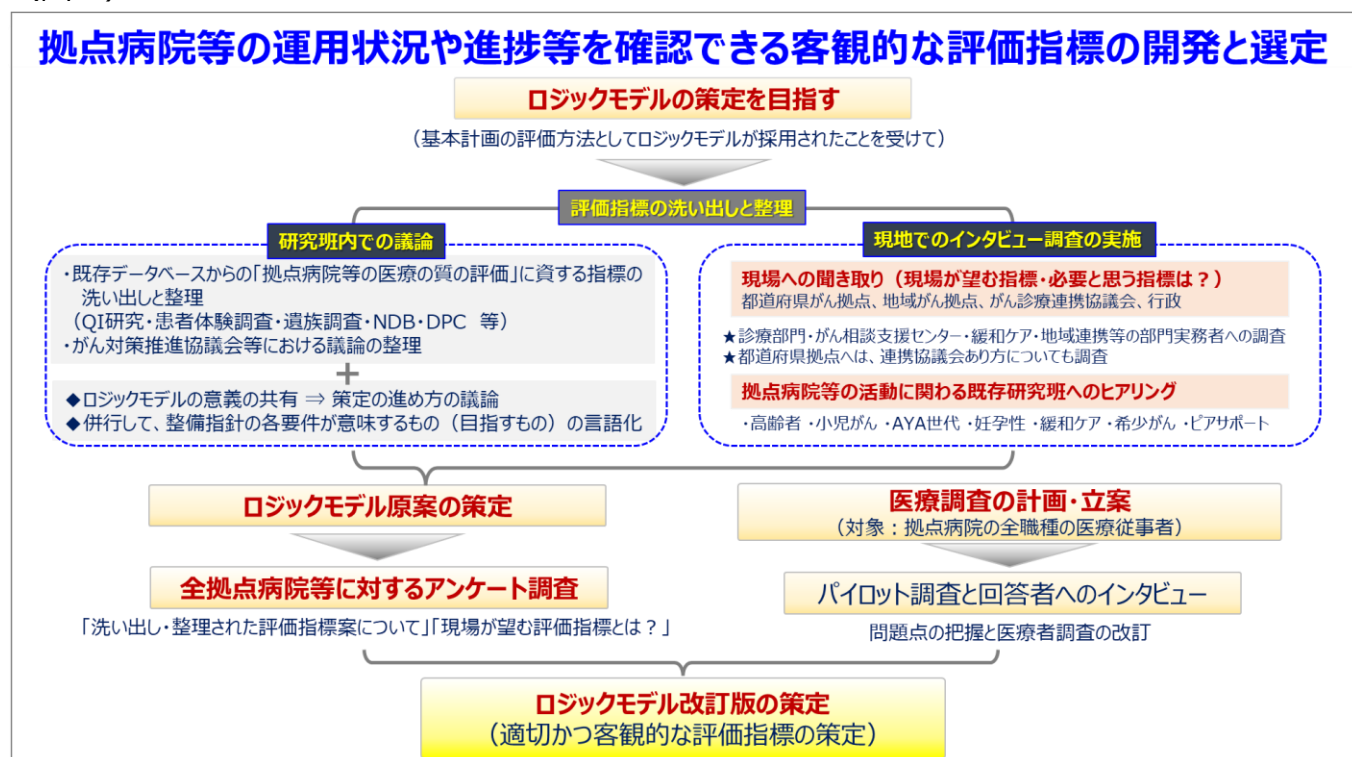 拠点病院等の運用状況や進捗等を確認できる客観的な評価指標の開発と選定
ロジックモデルの策定を目指す
（基本計画の評価方法としてロジックモデルが採用されたことを受けて）
評価指標の洗い出しと整理
研究班内での議論
・既存データベースからの「拠点病院等の医療の質の評価」に資する指標の
洗い出しと整理
（QI研究・患者体験調査・遺族調査・NDB・DPC 等）
・がん対策推進協議会等における議論の整理
＋
◆ロジックモデルの意義の共有 ⇒ 策定の進め方の議論
◆併行して、整備指針の各要件が意味するもの（目指すもの）の言語化
現地でのインタビュー調査の実施
現場への聞き取り（現場が望む指標・必要と思う指標は？）
都道府県がん拠点、地域がん拠点、がん診療連携協議会、行政
★診療部門・がん相談支援センター・緩和ケア・地域連携等の部門実務者への調査
★都道府県拠点へは、連携協議会あり方についても調査
拠点病院等の活動に関わる既存研究班へのヒアリング
・高齢者 ・小児がん ・AYA世代 ・妊孕性 ・緩和ケア ・希少がん ・ピアサポート
ロジックモデル原案の策定
全拠点病院等に対するアンケート調査
「洗い出し・整理された評価指標案について」「現場が望む評価指標とは？」
医療調査の計画・立案
（対象：拠点病院の全職種の医療従事者）
パイロット調査と回答者へのインタビュー
問題点の把握と医療者調査の改訂
ロジックモデル改訂版の策定
（適切かつ客観的な評価指標の策定）